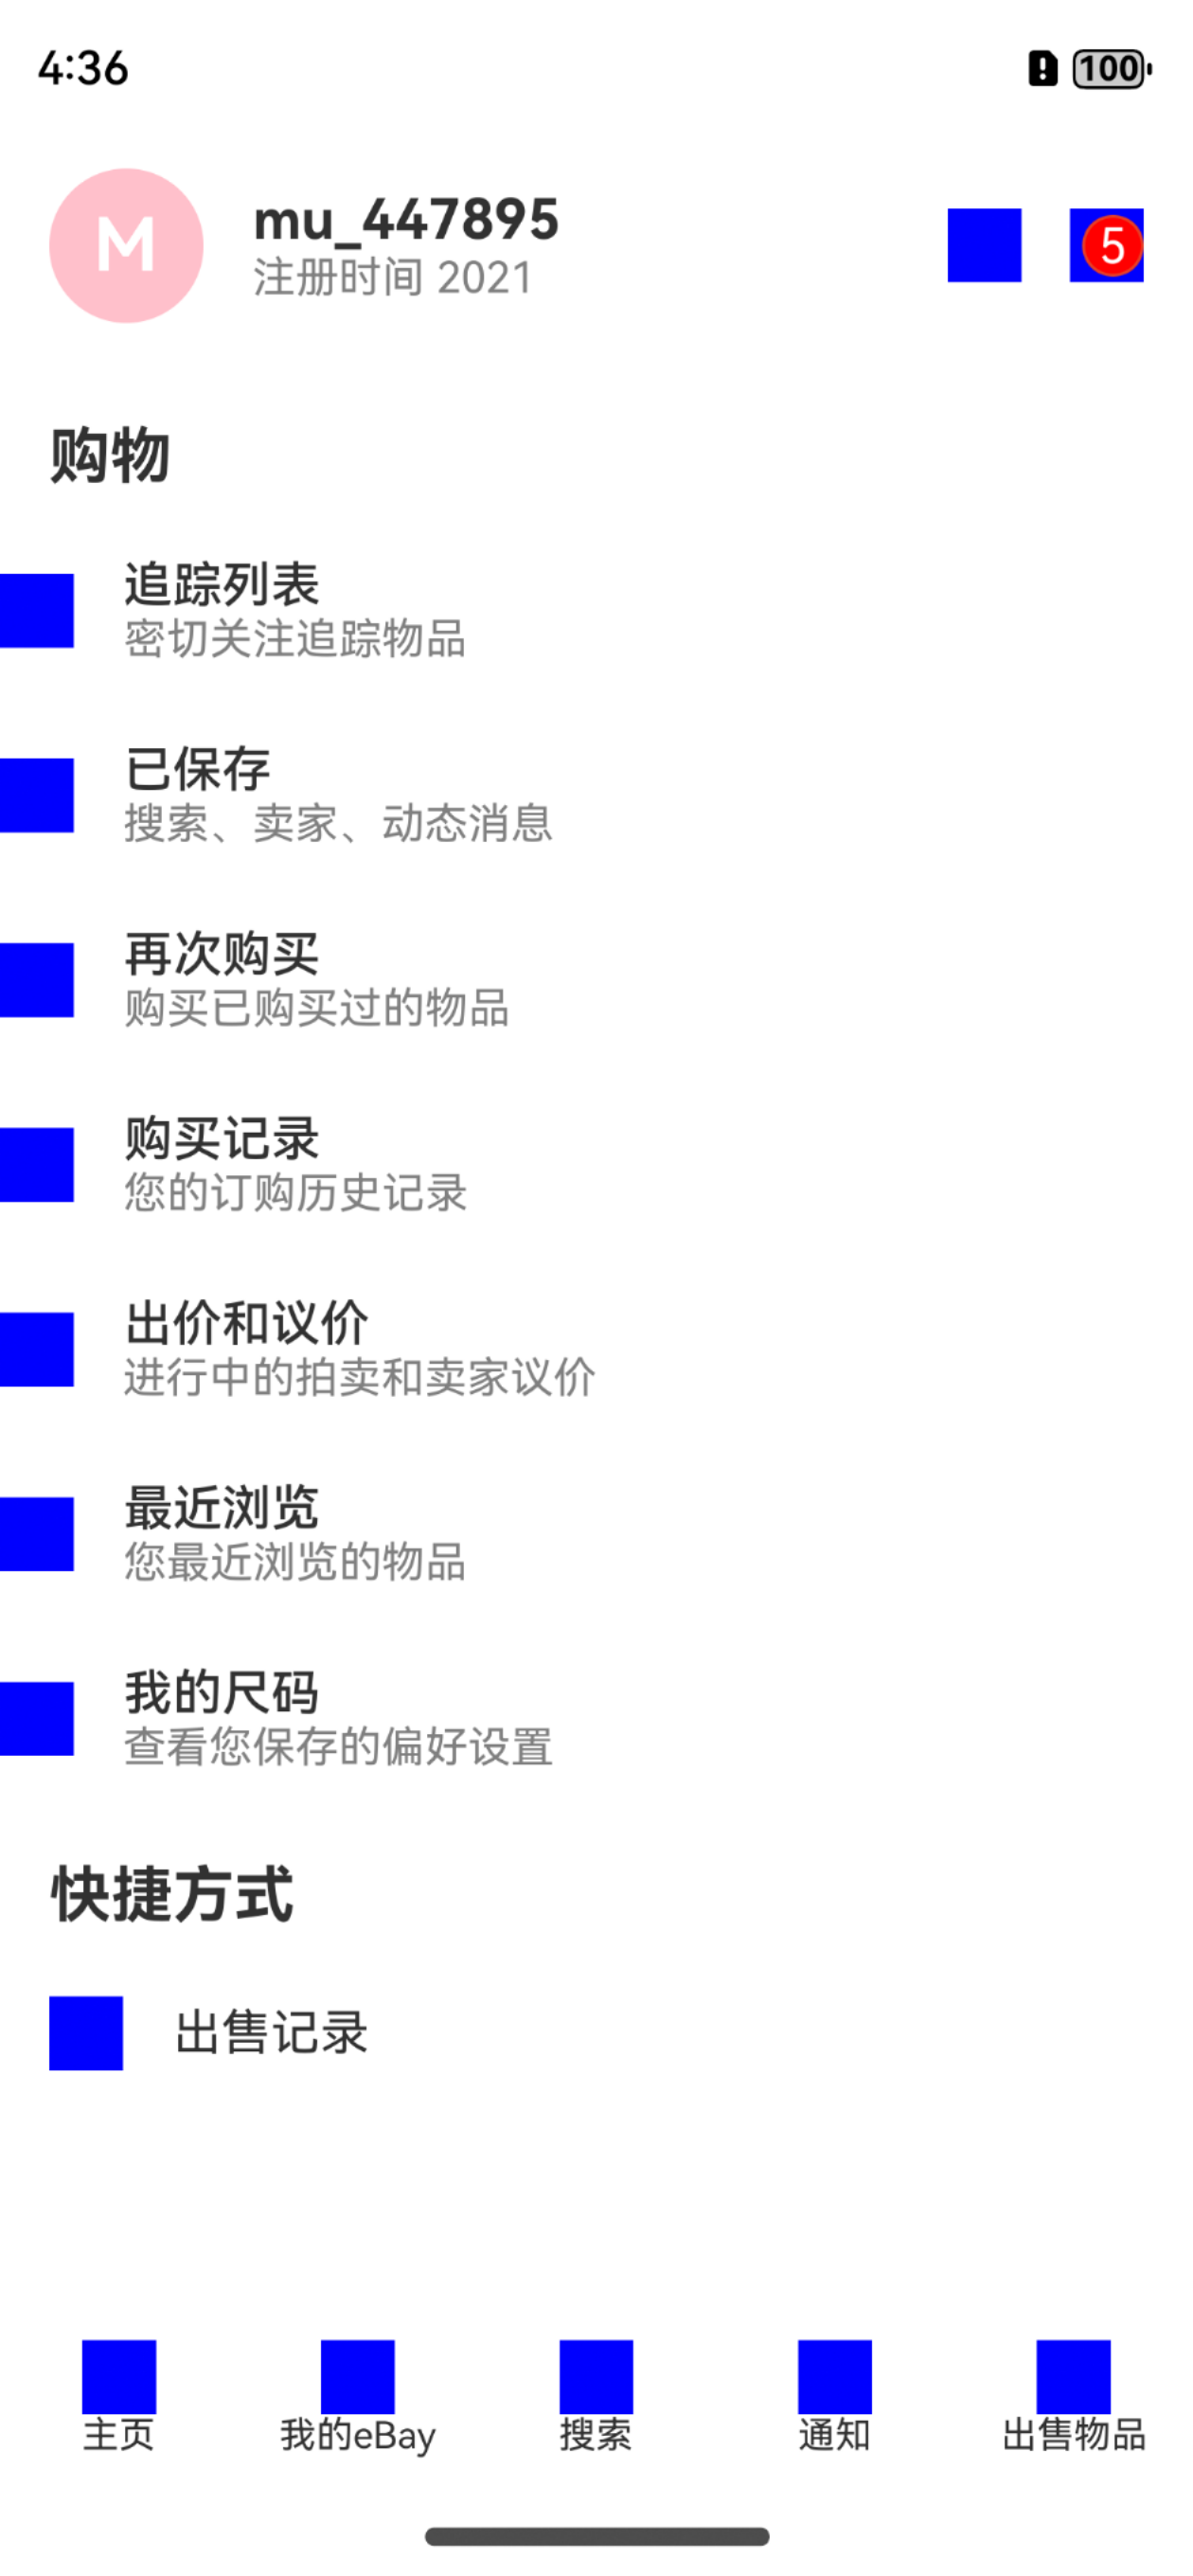 4:36
100
M
mu_447895
注册时间 2021
5
购物
追踪列表
密切关注追踪物品
已保存
搜索、卖家、动态消息
再次购买
购买已购买过的物品
购买记录
您的订购历史记录
出价和议价
进行中的拍卖和卖家议价
最近浏览
您最近浏览的物品
我的尺码
查看您保存的偏好设置
快捷方式
出售记录
主页
我的eBay
搜索
通知
出售物品